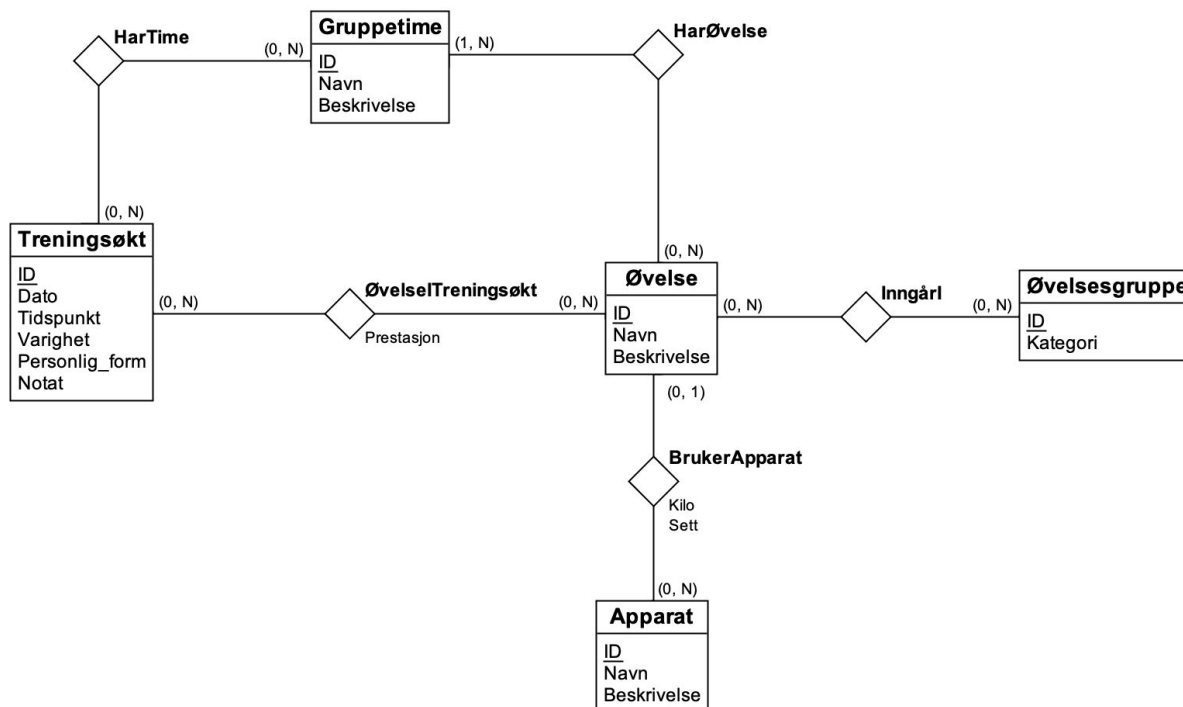 HarTime
(0, N)
(0, N)
Gruppetime
ID
Navn
Beskrivelse
(1, N)
HarØvelse
(0, N)
Treningsøkt
ID
Dato
Tidspunkt
Varighet
Personlig_form
Notat
(0, N)
ØvelseITreningsøkt
Prestasjon
(0, N)
Øvelse
ID
Navn
Beskrivelse
(0, N)
InngårI
(0, N)
Øvelsesgruppe
ID
Kategori
(0, 1)
BrukerApparat
Kilo
Sett
(0, N)
Apparat
ID
Navn
Beskrivelse